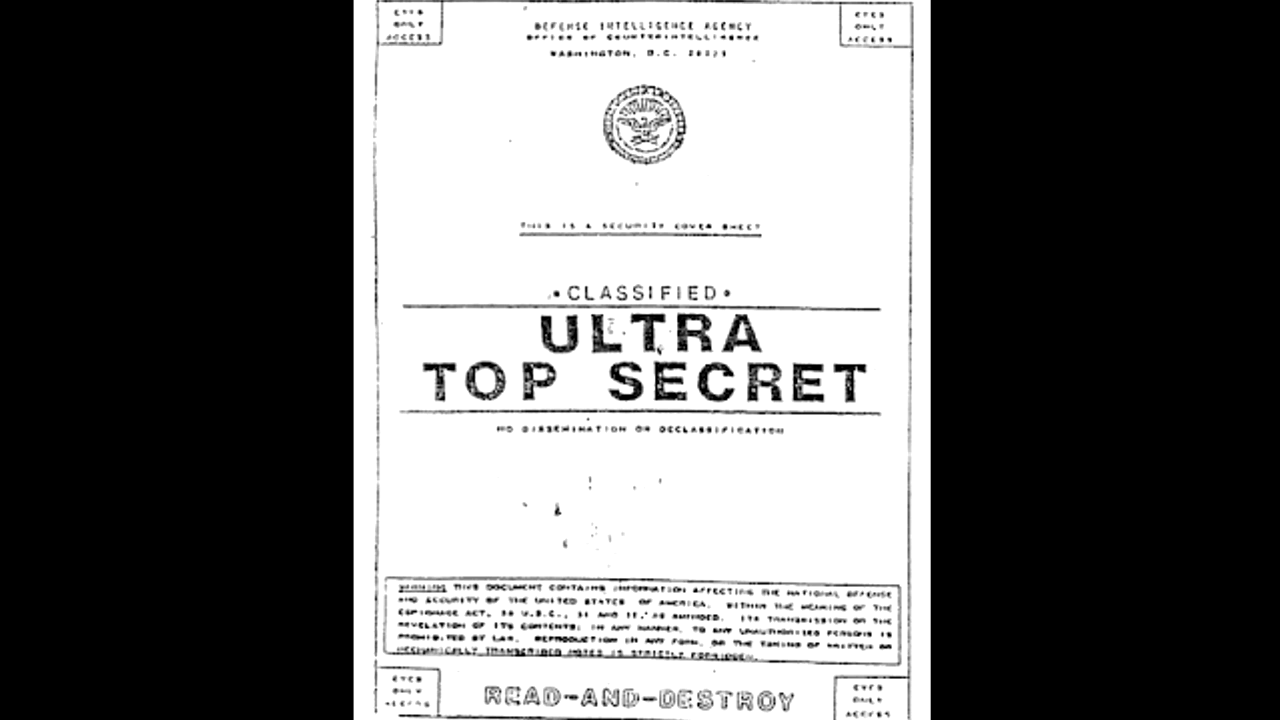 EYES
ONLY
ACCESS
DEFENSE INTELLIGENCE AGENCY
OFFICE OF COUNTERINTELLIGENCE
WASHINGTON, D.C.
EYES
ONLY
ACCESS
THIS IS A SECURITY COVER SHEET
•CLASSIFIED•
ULTRA
TOP SECRET
NO DISSEMINATION OR DECLASSIFICATION
WARNING THIS DOCUMENT CONTAINS INFORMATION AFFECTING THE NATIONAL DEFENSE
AND SECURITY OF THE UNITED STATES OF AMERICA, WITHIN THE MEANING OF THE
ESPIONAGE ACT, U.S.C., AS AMENDED. ITS TRANSMISSION OR THE
REVELATION OF ITS CONTENTS; IN ANY MANNER, TO ANY UNAUTHORIZED PERSONS IS
PROHIBITED BY LAW. REPRODUCTION IN ANY FORM, OR THE TAKING OF WRITTEN OR
MECHANICALLY TRANSCRIBED NOTES IS STRICTLY FORBIDDEN.
EYES
ONLY
ACCESS
READ-AND-DESTROY
EYES
ONLY
ACCESS